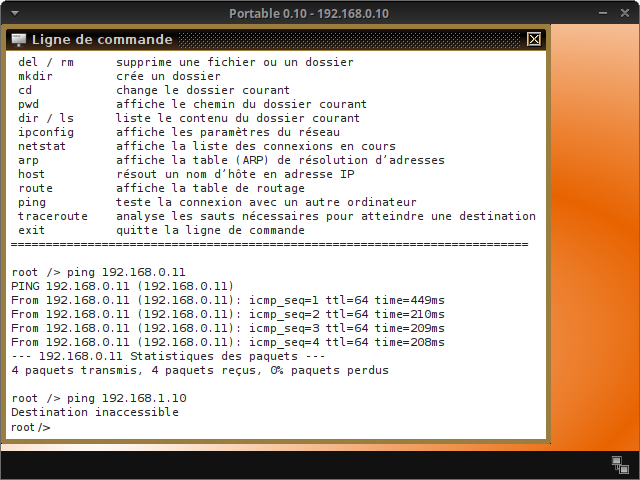 Portable 0.10 - 192.168.0.10
Ligne de commande
del / rm supprime une fichier ou un dossier
mkdir crée un dossier
cd change le dossier courant
pwd affiche le chemin du dossier courant
dir / ls liste le contenu du dossier courant
ipconfig affiche les paramètres du réseau
netstat affiche la liste des connexions en cours
arp affiche la table (ARP) de résolution d'adresses
host résout un nom d'hôte en adresse IP
route affiche la table de routage
ping teste la connexion avec un autre ordinateur
traceroute analyse les sauts nécessaires pour atteindre une destination
exit quitte la ligne de commande
==========================================================================
root /> ping 192.168.0.11
PING 192.168.0.11 (192.168.0.11)
From 192.168.0.11 (192.168.0.11): icmp_seq=1 ttl=64 time=449ms
From 192.168.0.11 (192.168.0.11): icmp_seq=2 ttl=64 time=210ms
From 192.168.0.11 (192.168.0.11): icmp_seq=3 ttl=64 time=209ms
From 192.168.0.11 (192.168.0.11): icmp_seq=4 ttl=64 time=208ms
--- 192.168.0.11 Statistiques des paquets ---
4 paquets transmis, 4 paquets reçus, 0% paquets perdus
root /> ping 192.168.1.10
Destination inaccessible
root/>